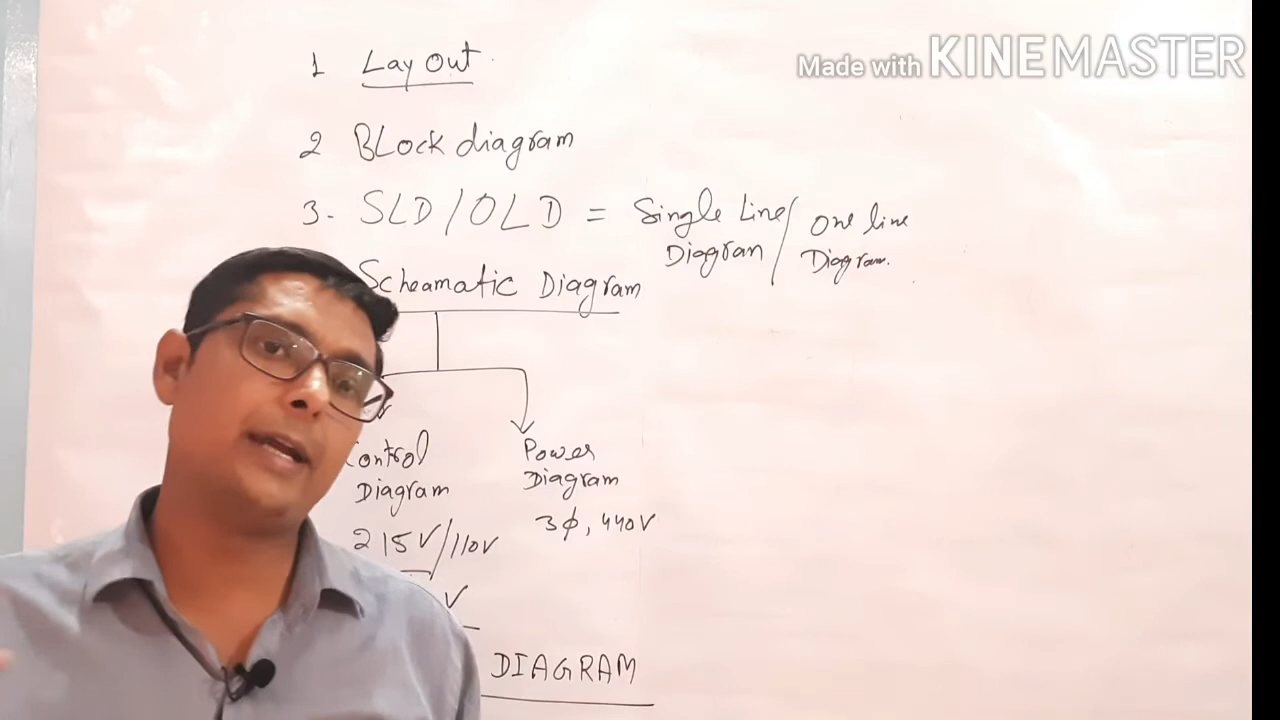 Made with KINEMASTER
1 Lay Out
2 Block diagram
3. SLD/OLD = Single Line Diagram / One line Diagram.
Scheamatic Diagram
Control Diagram
215V/110V
V
Power Diagram
3φ, 440V
DIAGRAM